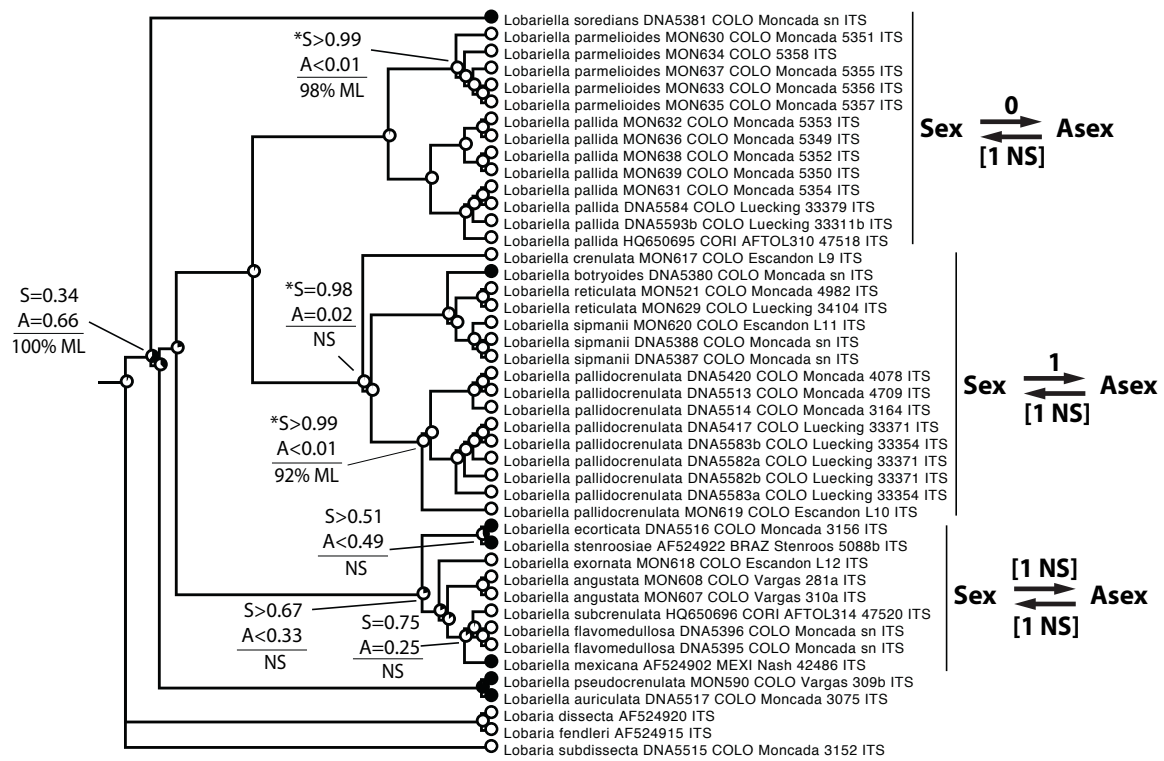 Lobariella soredians DNA5381 COLO Moncada sn ITS
Lobariella parmelioides MON630 COLO Moncada 5351 ITS
Lobariella parmelioides MON634 COLO 5358 ITS
Lobariella parmelioides MON637 COLO Moncada 5355 ITS
Lobariella parmelioides MON633 COLO Moncada 5356 ITS
Lobariella parmelioides MON635 COLO Moncada 5357 ITS
Lobariella pallida MON632 COLO Moncada 5353 ITS
Lobariella pallida MON636 COLO Moncada 5349 ITS
Lobariella pallida MON638 COLO Moncada 5352 ITS
Lobariella pallida MON639 COLO Moncada 5350 ITS
Lobariella pallida MON631 COLO Moncada 5354 ITS
Lobariella pallida DNA5584 COLO Luecking 33379 ITS
Lobariella pallida DNA5593b COLO Luecking 33311b ITS
Lobariella pallida HQ650695 CORI AFTOL310 47518 ITS
Lobariella crenulata MON617 COLO Escandon L9 ITS
Lobariella botryoides DNA5380 COLO Moncada sn ITS
Lobariella reticulata MON521 COLO Moncada 4982 ITS
Lobariella reticulata MON629 COLO Luecking 34104 ITS
Lobariella sipmanii MON620 COLO Escandon L11 ITS
Lobariella sipmanii DNA5388 COLO Moncada sn ITS
Lobariella sipmanii DNA5387 COLO Moncada sn ITS
Lobariella pallidocrenulata DNA5420 COLO Moncada 4078 ITS
Lobariella pallidocrenulata DNA5513 COLO Moncada 4709 ITS
Lobariella pallidocrenulata DNA5514 COLO Moncada 3164 ITS
Lobariella pallidocrenulata DNA5417 COLO Luecking 33371 ITS
Lobariella pallidocrenulata DNA5583b COLO Luecking 33354 ITS
Lobariella pallidocrenulata DNA5582a COLO Luecking 33371 ITS
Lobariella pallidocrenulata DNA5582b COLO Luecking 33371 ITS
Lobariella pallidocrenulata DNA5583a COLO Luecking 33354 ITS
Lobariella pallidocrenulata MON619 COLO Escandon L10 ITS
Lobariella ecorticata DNA5516 COLO Moncada 3156 ITS
Lobariella stenroosiae AF524922 BRAZ Stenroos 5088b ITS
Lobariella exornata MON618 COLO Escandon L12 ITS
Lobariella angustata MON608 COLO Vargas 281a ITS
Lobariella angustata MON607 COLO Vargas 310a ITS
Lobariella subcrenulata HQ650696 CORI AFTOL314 47520 ITS
Lobariella flavomedullosa DNA5396 COLO Moncada sn ITS
Lobariella flavomedullosa DNA5395 COLO Moncada sn ITS
Lobariella mexicana AF524902 MEXI Nash 42486 ITS
Lobariella pseudocrenulata MON590 COLO Vargas 309b ITS
Lobariella auriculata DNA5517 COLO Moncada 3075 ITS
Lobaria dissecta AF524920 ITS
Lobaria fendleri AF524915 ITS
Lobaria subdissecta DNA5515 COLO Moncada 3152 ITS
*S>0.99
A<0.01
98% ML
S=0.34
A=0.66
100% ML
*S=0.98
A=0.02
NS
*S>0.99
A<0.01
92% ML
S>0.51
A<0.49
NS
S>0.67
A<0.33
NS
S=0.75
A=0.25
NS
0
Sex Asex
[1 NS]
1
Sex Asex
[1 NS]
[1 NS]
Sex Asex
[1 NS]